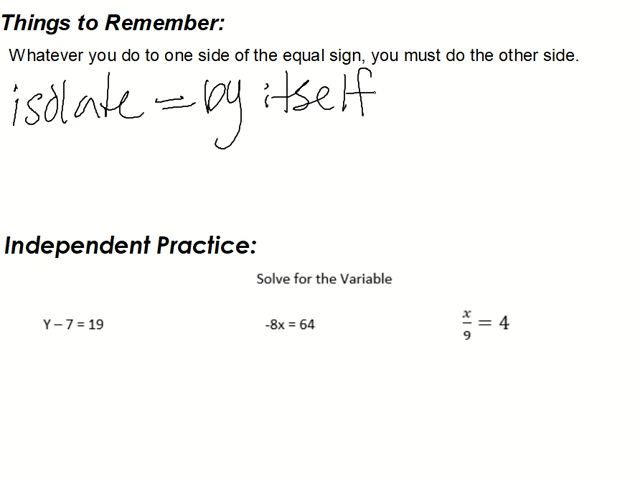 Things to Remember:
Whatever you do to one side of the equal sign, you must do the other side.
isolate = by itself
Independent Practice:
Solve for the Variable
Y – 7 = 19 -8x = 64 x/9 = 4